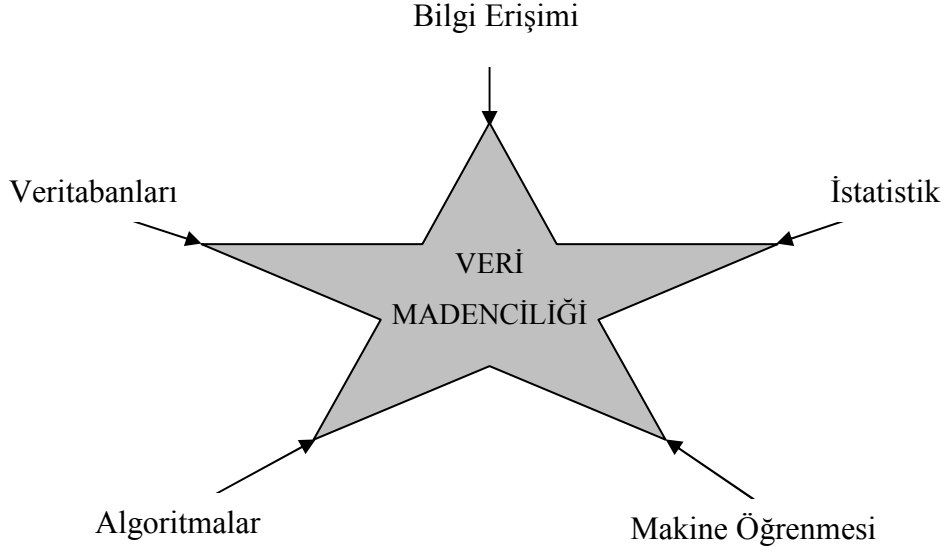 Bilgi Erişimi
Veritabanları
İstatistik
VERİ
MADENCİLİĞİ
Algoritmalar
Makine Öğrenmesi